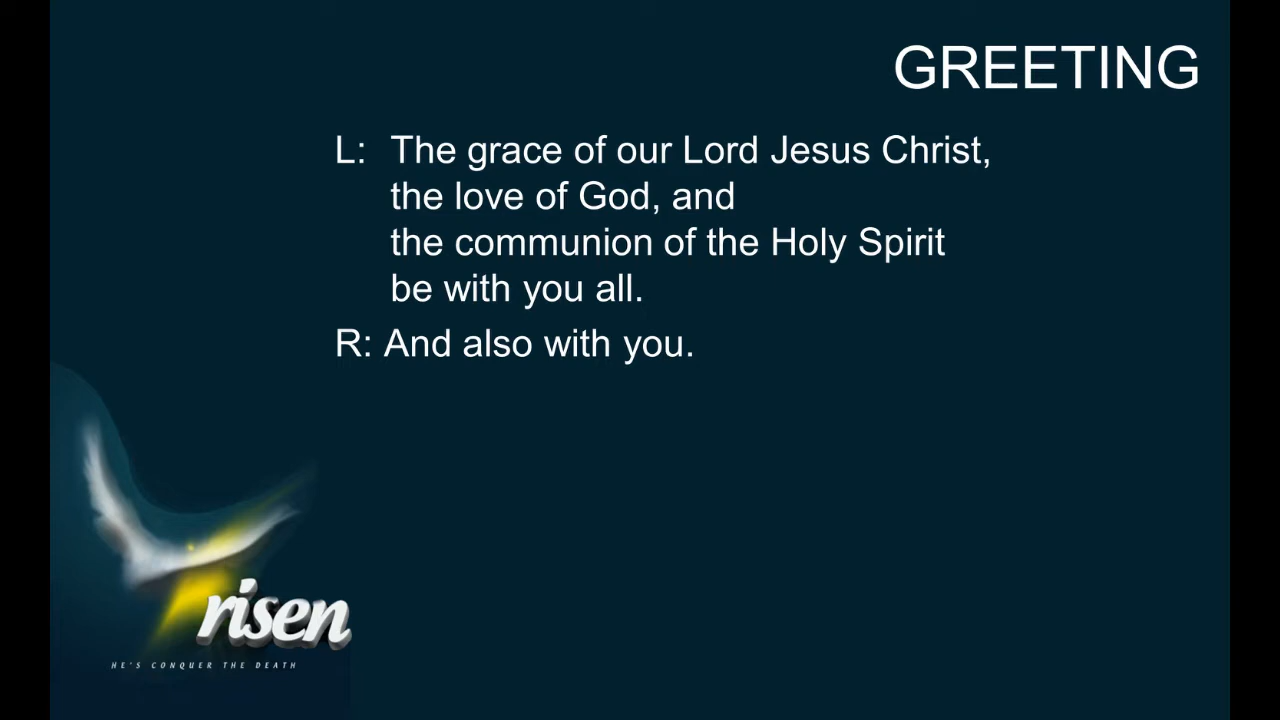 GREETING
L: The grace of our Lord Jesus Christ,
the love of God, and
the communion of the Holy Spirit
be with you all.
R: And also with you.
risen
HE'S CONQUER THE DEATH